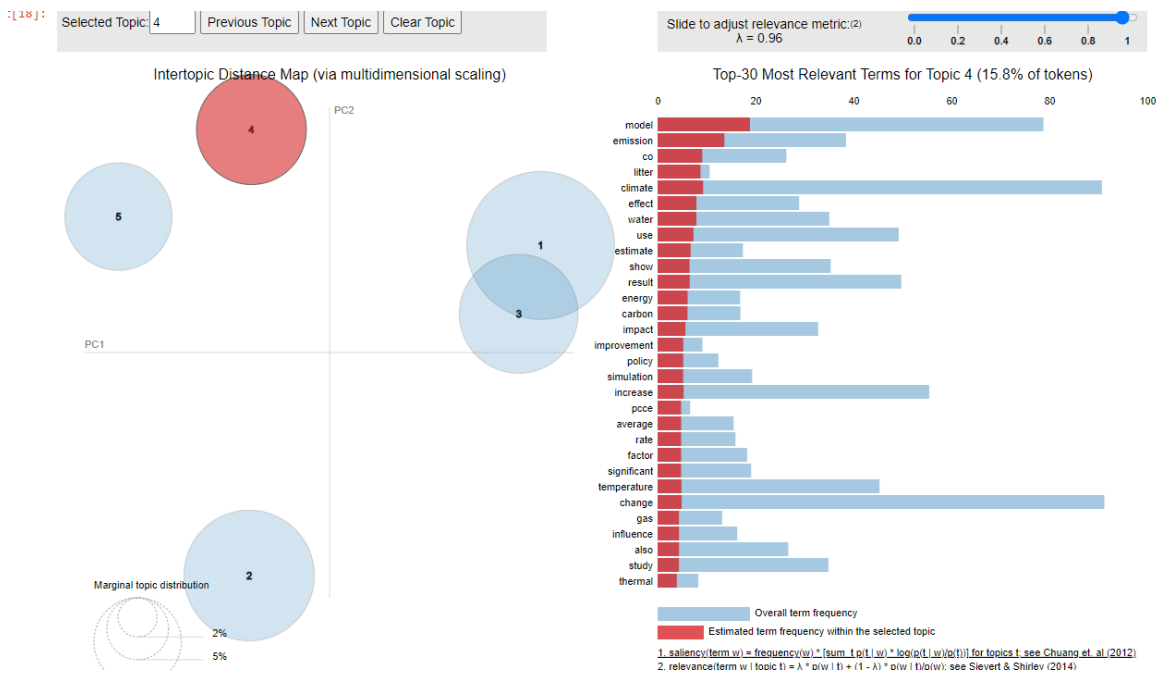 [18]:
Selected Topic: 4 Previous Topic Next Topic Clear Topic
Slide to adjust relevance metric:(2)
λ = 0.96
0.0 0.2 0.4 0.6 0.8 1
Intertopic Distance Map (via multidimensional scaling)
PC2
PC1
4
5
1
3
2
Marginal topic distribution
2%
5%
Top-30 Most Relevant Terms for Topic 4 (15.8% of tokens)
0 20 40 60 80 100
model
emission
co
litter
climate
effect
water
use
estimate
show
result
energy
carbon
impact
improvement
policy
simulation
increase
pcce
average
rate
factor
significant
temperature
change
gas
influence
also
study
thermal
Overall term frequency
Estimated term frequency within the selected topic
1. saliency(term w) = frequency(w) * [sum_t p(t | w) * log(p(t | w)/p(t))] for topics t; see Chuang et. al (2012)
2. relevance(term w | topic t) = λ * p(w | t) + (1 - λ) * p(w | t)/p(w); see Sievert & Shirley (2014)